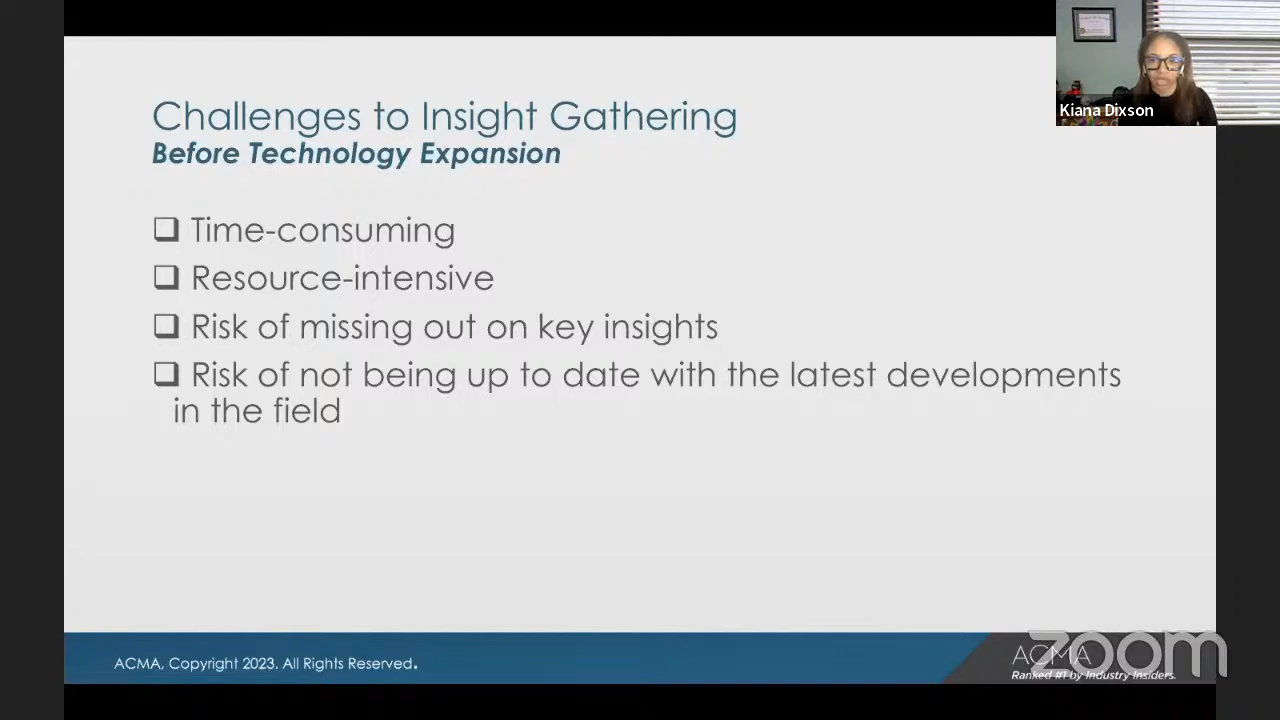 Kiana Dixson
Challenges to Insight Gathering
Before Technology Expansion
❑ Time-consuming
❑ Resource-intensive
❑ Risk of missing out on key insights
❑ Risk of not being up to date with the latest developments
in the field
ACMA, Copyright 2023. All Rights Reserved.
ACMA
Ranked #1 by Industry Insiders.
zoom